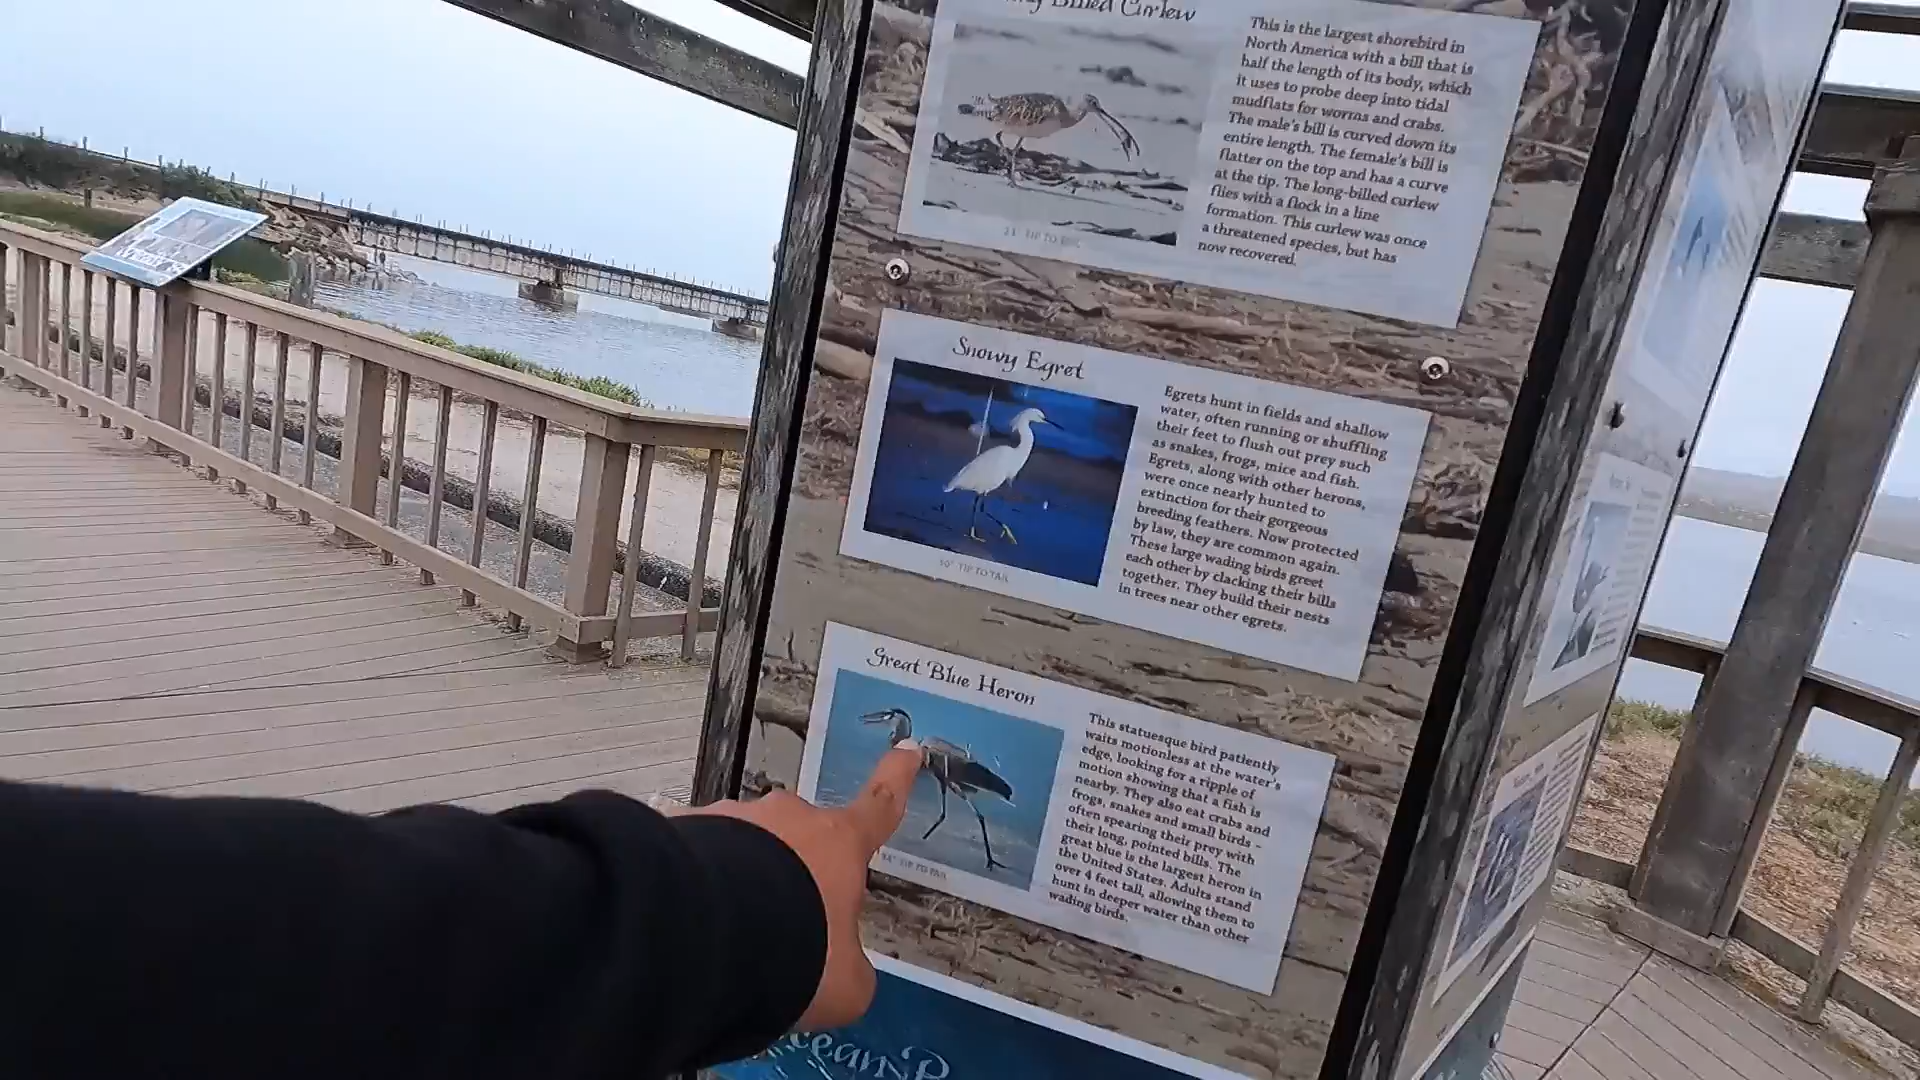 Billed Curlew
This is the largest shorebird in
North America with a bill that is
half the length of its body, which
it uses to probe deep into tidal
mudflats for worms and crabs.
The male's bill is curved down its
entire length. The female's bill is
flatter on the top and has a curve
at the tip. The long-billed curlew
flies with a flock in a line
formation. This curlew was once
a threatened species, but has
now recovered.
TIP TO TAIL
Snowy Egret
Egrets hunt in fields and shallow
water, often running or shuffling
their feet to flush out prey such
as snakes, frogs, mice and fish.
Egrets, along with other herons,
were once nearly hunted to
extinction for their gorgeous
breeding feathers. Now protected
by law, they are common again.
These large wading birds greet
each other by clacking their bills
together. They build their nests
in trees near other egrets.
TIP TO TAIL
Great Blue Heron
This statuesque bird patiently
waits motionless at the water's
edge, looking for a ripple of
motion showing that a fish is
nearby. They also eat crabs and
frogs, snakes and small birds –
often spearing their prey with
their long, pointed bills. The
great blue is the largest heron in
the United States. Adults stand
over 4 feet tall, allowing them to
hunt in deeper water than other
wading birds.
TIP TO TAIL